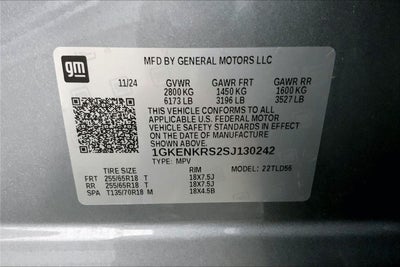 gm
MFD BY GENERAL MOTORS LLC
11/24 GVWR GAWR FRT GAWR RR
2800 KG 1450 KG 1600 KG
6173 LB 3196 LB 3527 LB
THIS VEHICLE CONFORMS TO ALL
APPLICABLE U.S. FEDERAL MOTOR
VEHICLE SAFETY STANDARDS IN EFFECT ON
THE DATE OF MANUFACTURE SHOWN ABOVE.
1GKENKRS2SJ130242
TYPE: MPV
TIRE SIZE RIM MODEL: 22TLD56
FRT 255/65R18 T 18X7.5J
RR 255/65R18 T 18X7.5J
SPA T135/70R18 M 18X4.5B